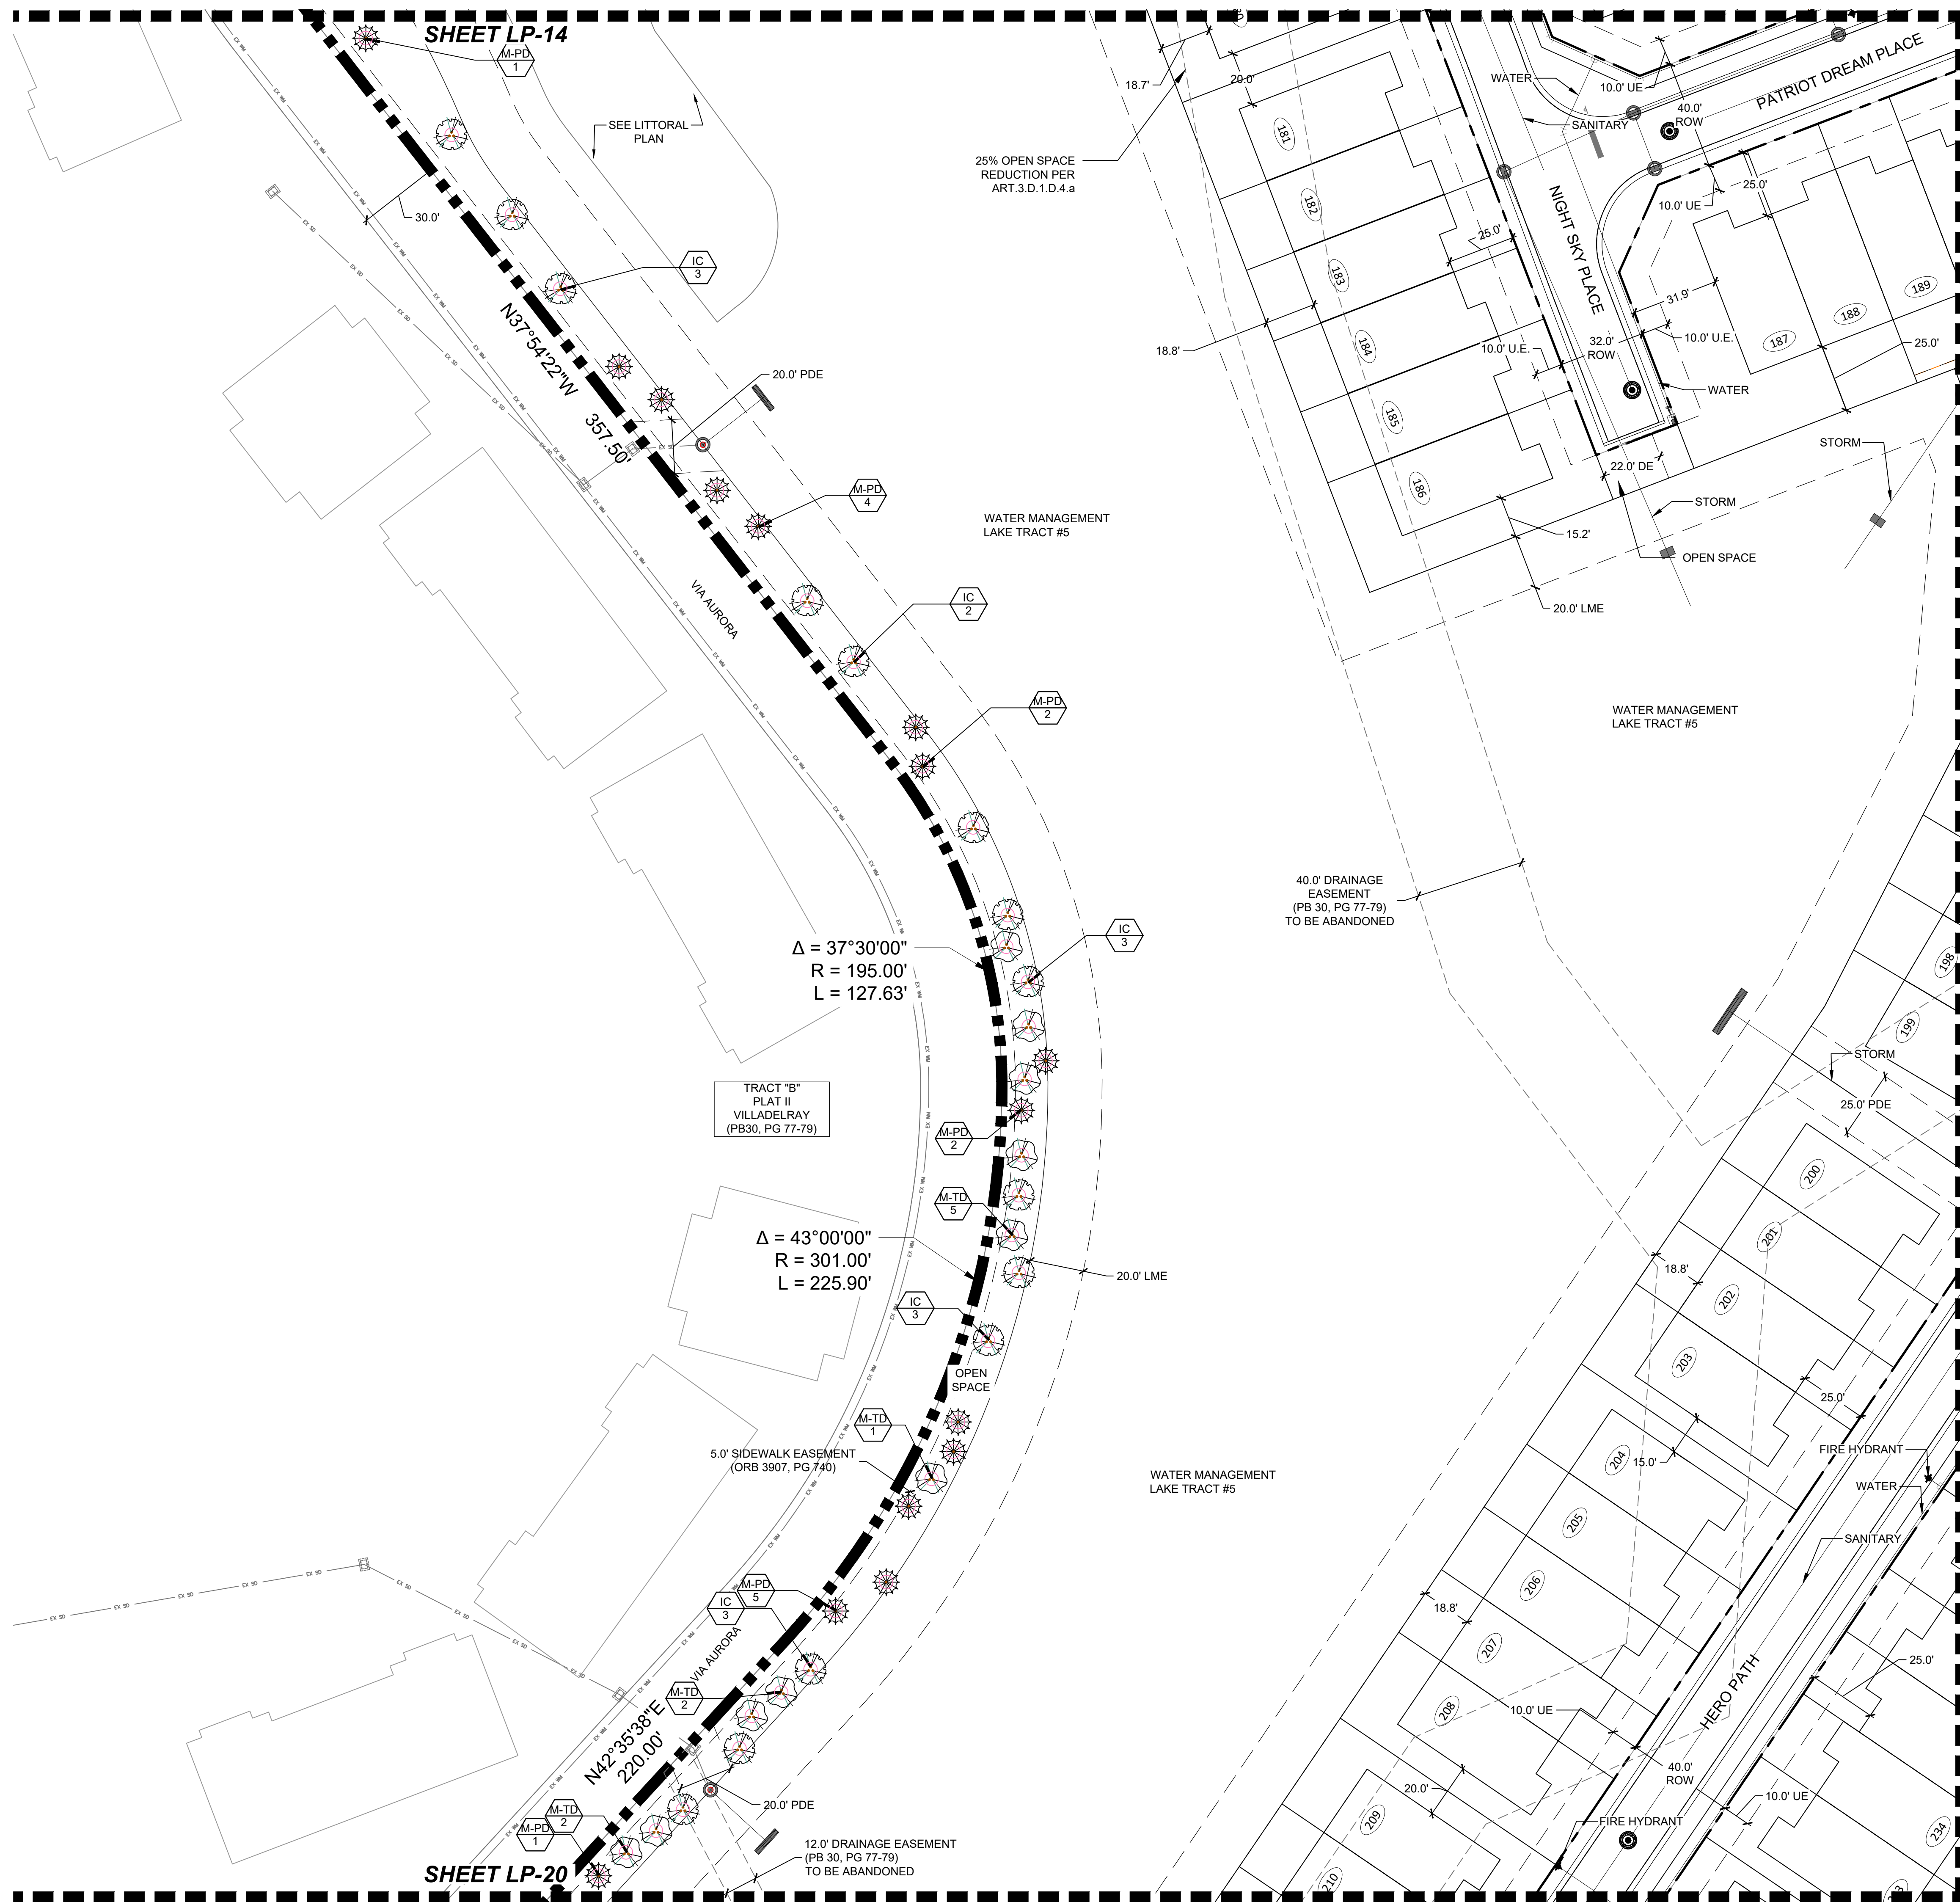 SHEET LP-14
M-PD
1
SEE LITTORAL
PLAN
30.0'
IC
3
N37°54'22"W
357.50'
20.0' PDE
M-PD
4
WATER MANAGEMENT
LAKE TRACT #5
VIA AURORA
IC
2
M-PD
2
Δ = 37°30'00"
R = 195.00'
L = 127.63'
IC
3
TRACT "B"
PLAT II
VILLADELRAY
(PB30, PG 77-79)
M-PD
2
M-TD
5
Δ = 43°00'00"
R = 301.00'
L = 225.90'
20.0' LME
IC
3
OPEN
SPACE
M-TD
1
5.0' SIDEWALK EASEMENT
(ORB 3907, PG 740)
M-PD
5
IC
3
VIA AURORA
M-TD
2
N42°35'38"E
220.00'
M-TD
2
M-PD
1
20.0' PDE
12.0' DRAINAGE EASEMENT
(PB 30, PG 77-79)
TO BE ABANDONED
SHEET LP-20
EX WM
EX SD
18.7'
20.0'
25% OPEN SPACE
REDUCTION PER
ART.3.D.1.D.4.a
181
182
183
184
185
186
18.8'
25.0'
WATER
SANITARY
10.0' UE
40.0'
ROW
PATRIOT DREAM PLACE
NIGHT SKY PLACE
10.0' UE
25.0'
31.9'
10.0' U.E.
32.0'
ROW
10.0' U.E.
187
188
189
25.0'
WATER
STORM
22.0' DE
STORM
OPEN SPACE
15.2'
20.0' LME
WATER MANAGEMENT
LAKE TRACT #5
40.0' DRAINAGE
EASEMENT
(PB 30, PG 77-79)
TO BE ABANDONED
198
199
STORM
25.0' PDE
200
201
18.8'
202
203
25.0'
204
15.0'
FIRE HYDRANT
WATER
SANITARY
WATER MANAGEMENT
LAKE TRACT #5
205
206
18.8'
207
208
10.0' UE
HERO PATH
25.0'
40.0'
ROW
20.0'
10.0' UE
209
FIRE HYDRANT
234
210